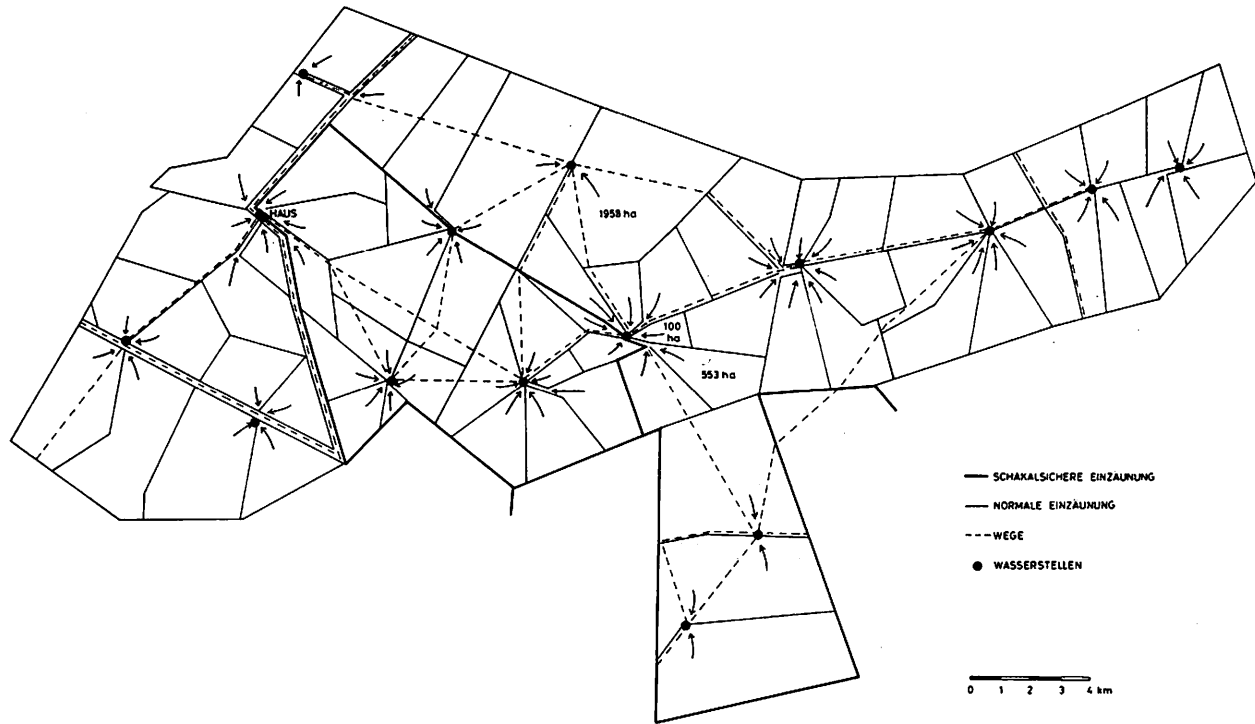 HAUS
1958 ha
100
ha
553 ha
SCHAKALSICHERE EINZÄUNUNG
NORMALE EINZÄUNUNG
WEGE
WASSERSTELLEN
0 1 2 3 4 km